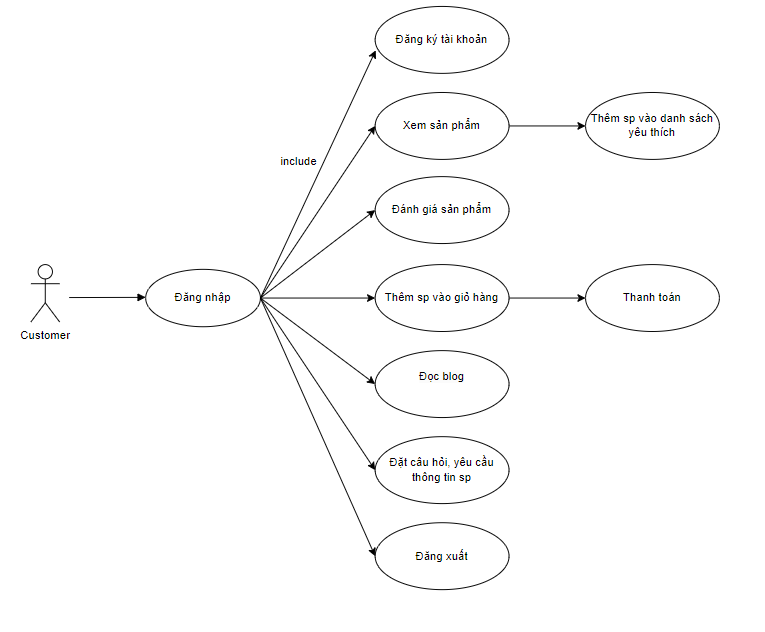 Đăng ký tài khoản
Xem sản phẩm
Thêm sp vào danh sách
yêu thích
include
Đánh giá sản phẩm
Customer
Đăng nhập
Thêm sp vào giỏ hàng
Thanh toán
Đọc blog
Đặt câu hỏi, yêu cầu
thông tin sp
Đăng xuất